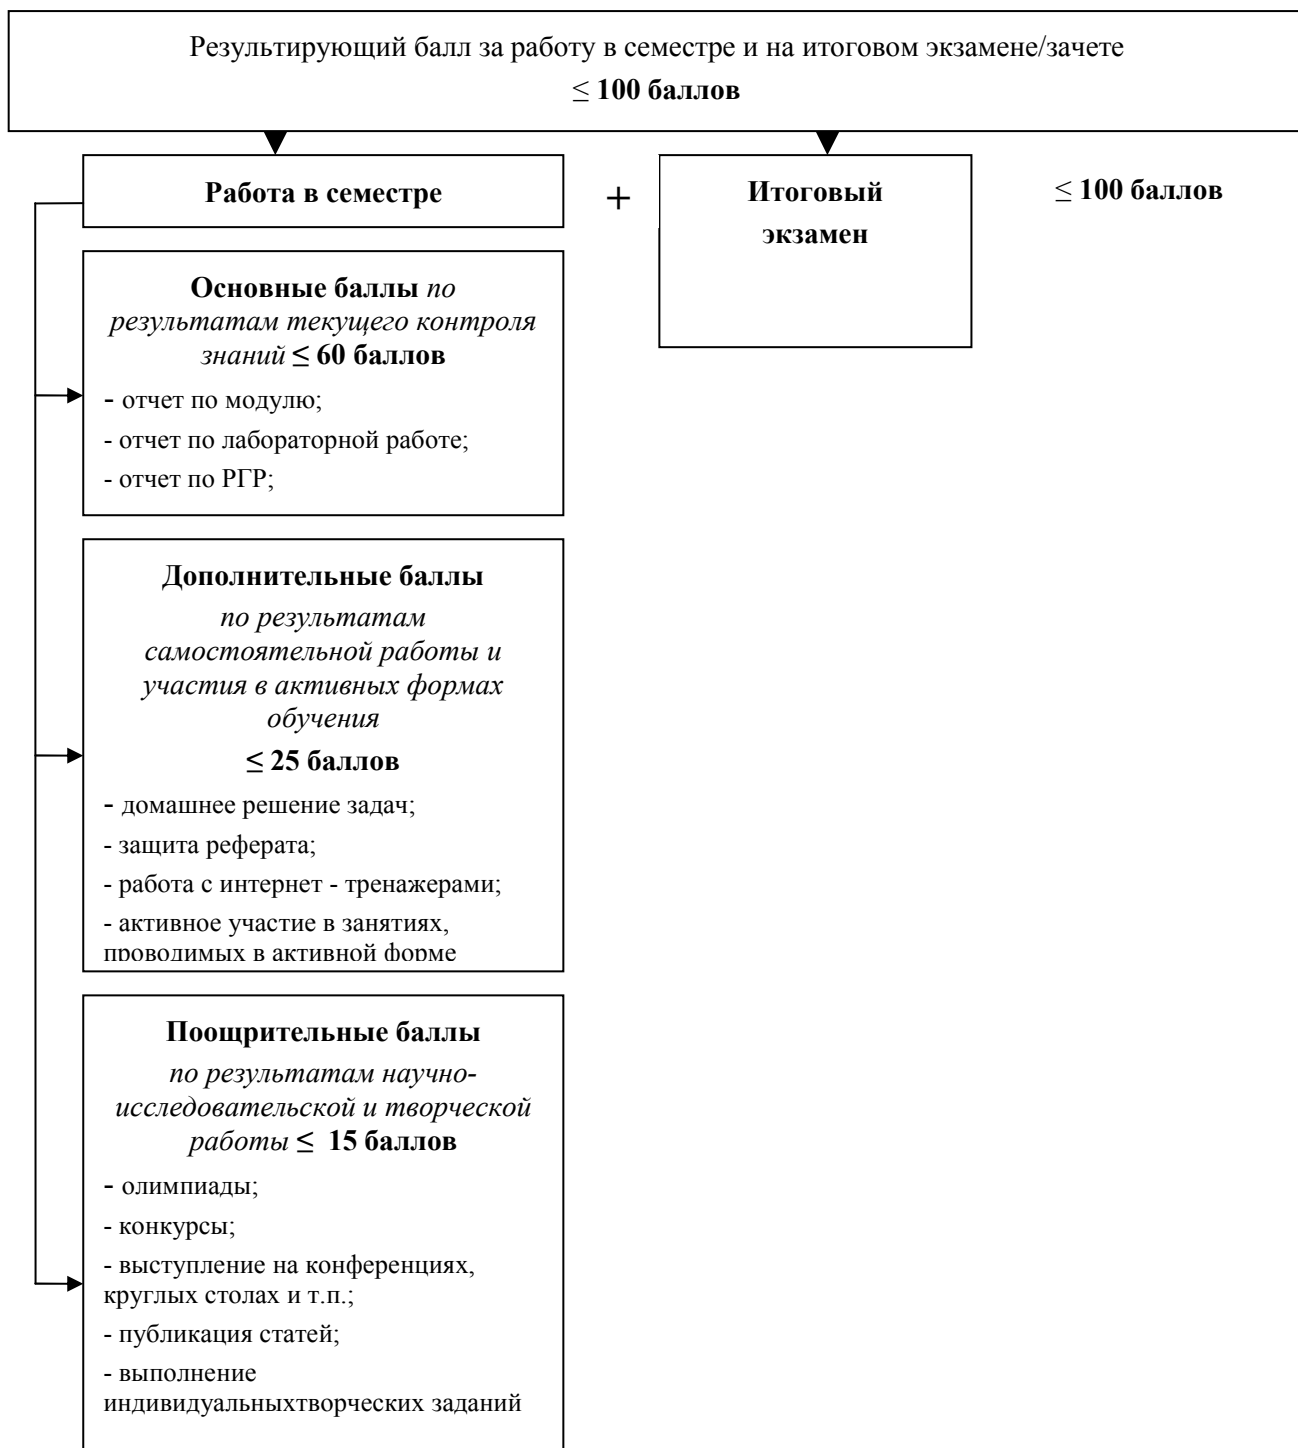 Результирующий балл за работу в семестре и на итоговом экзамене/зачете
≤ 100 баллов
Работа в семестре
+
Итоговый
экзамен
≤ 100 баллов
Основные баллы по
результатам текущего контроля
знаний ≤ 60 баллов
- отчет по модулю;
- отчет по лабораторной работе;
- отчет по РГР;
Дополнительные баллы
по результатам
самостоятельной работы и
участия в активных формах
обучения
≤ 25 баллов
- домашнее решение задач;
- защита реферата;
- работа с интернет - тренажерами;
- активное участие в занятиях,
проводимых в активной форме
Поощрительные баллы
по результатам научно-
исследовательской и творческой
работы ≤ 15 баллов
- олимпиады;
- конкурсы;
- выступление на конференциях,
круглых столах и т.п.;
- публикация статей;
- выполнение
индивидуальныхтворческих заданий